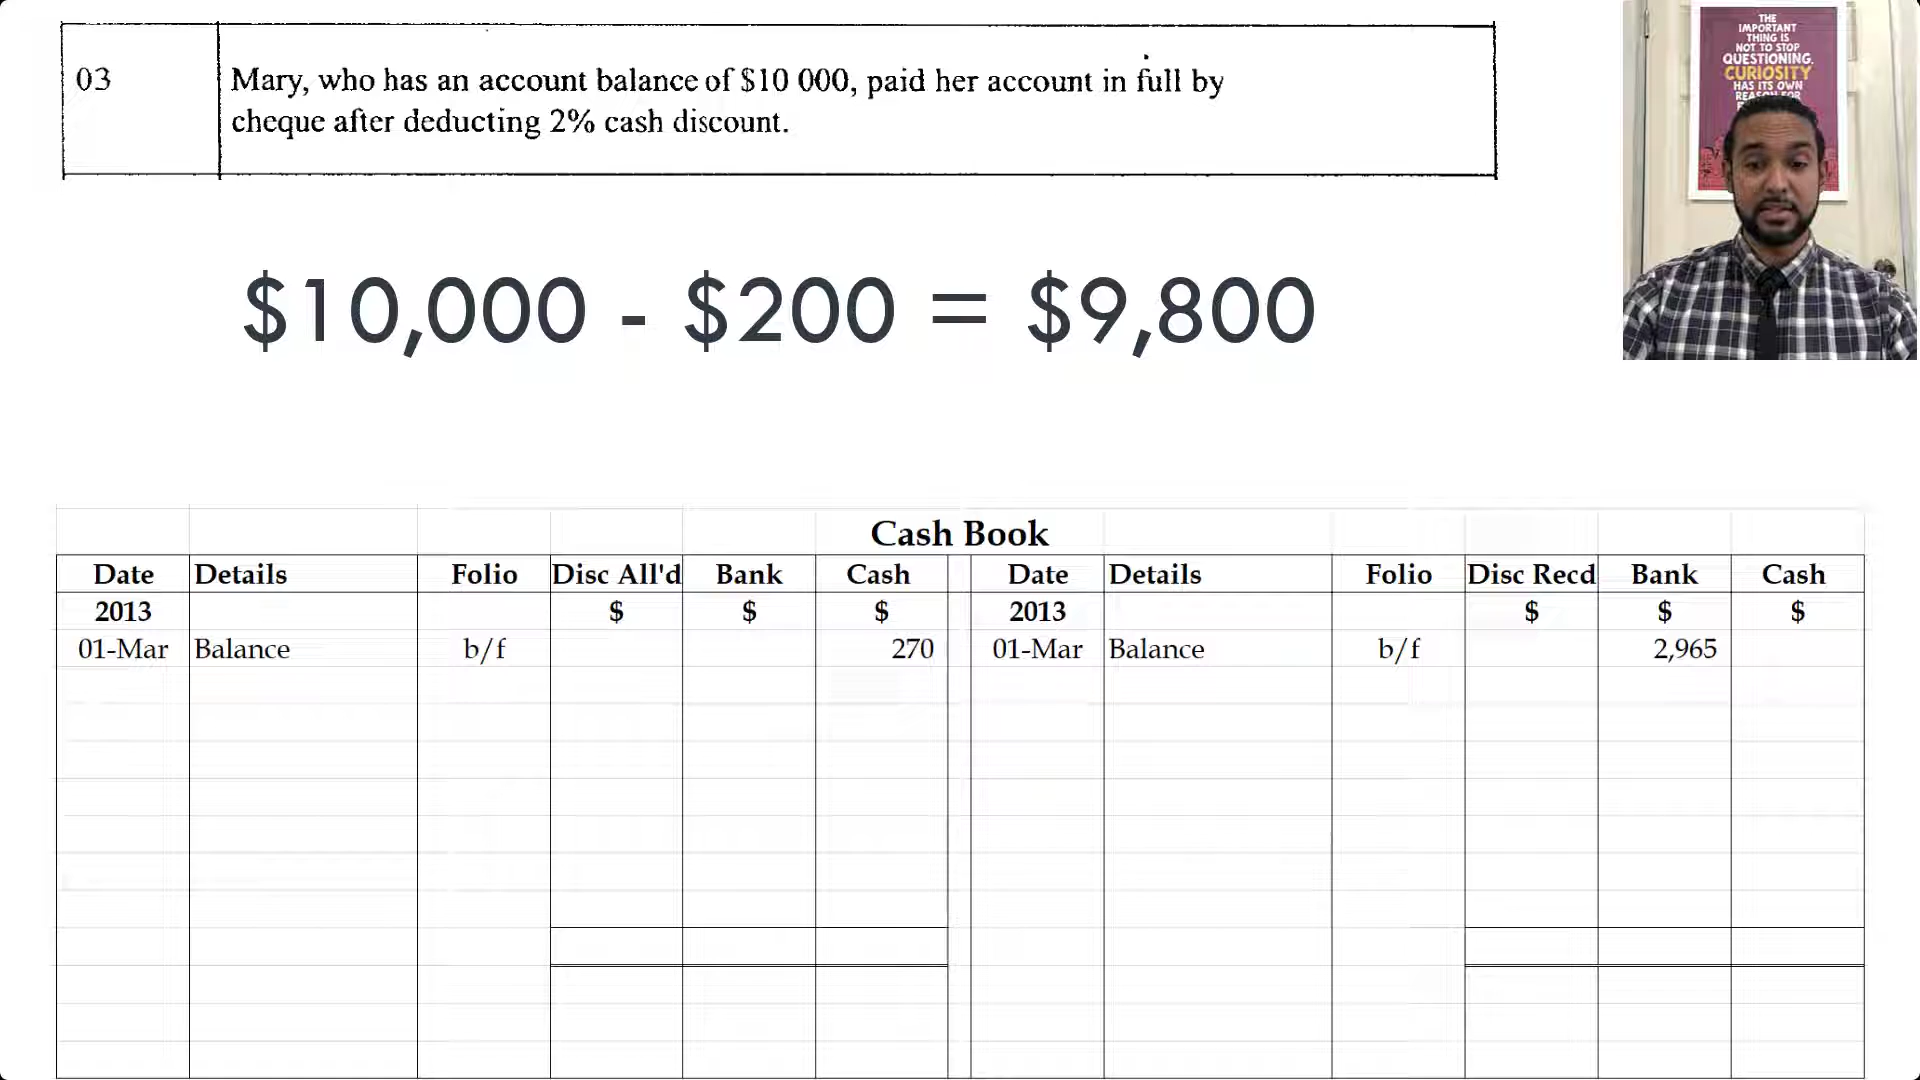 03
Mary, who has an account balance of $10 000, paid her account in full by
cheque after deducting 2% cash discount.
THE
IMPORTANT
THING IS
NOT TO STOP
QUESTIONING.
CURIOSITY
HAS ITS OWN
REASON FOR
$10,000 - $200 = $9,800
Cash Book
Date Details Folio Disc All'd Bank Cash Date Details Folio Disc Recd Bank Cash
2013 $ $ $ 2013 $ $ $
01-Mar Balance b/f 270 01-Mar Balance b/f 2,965